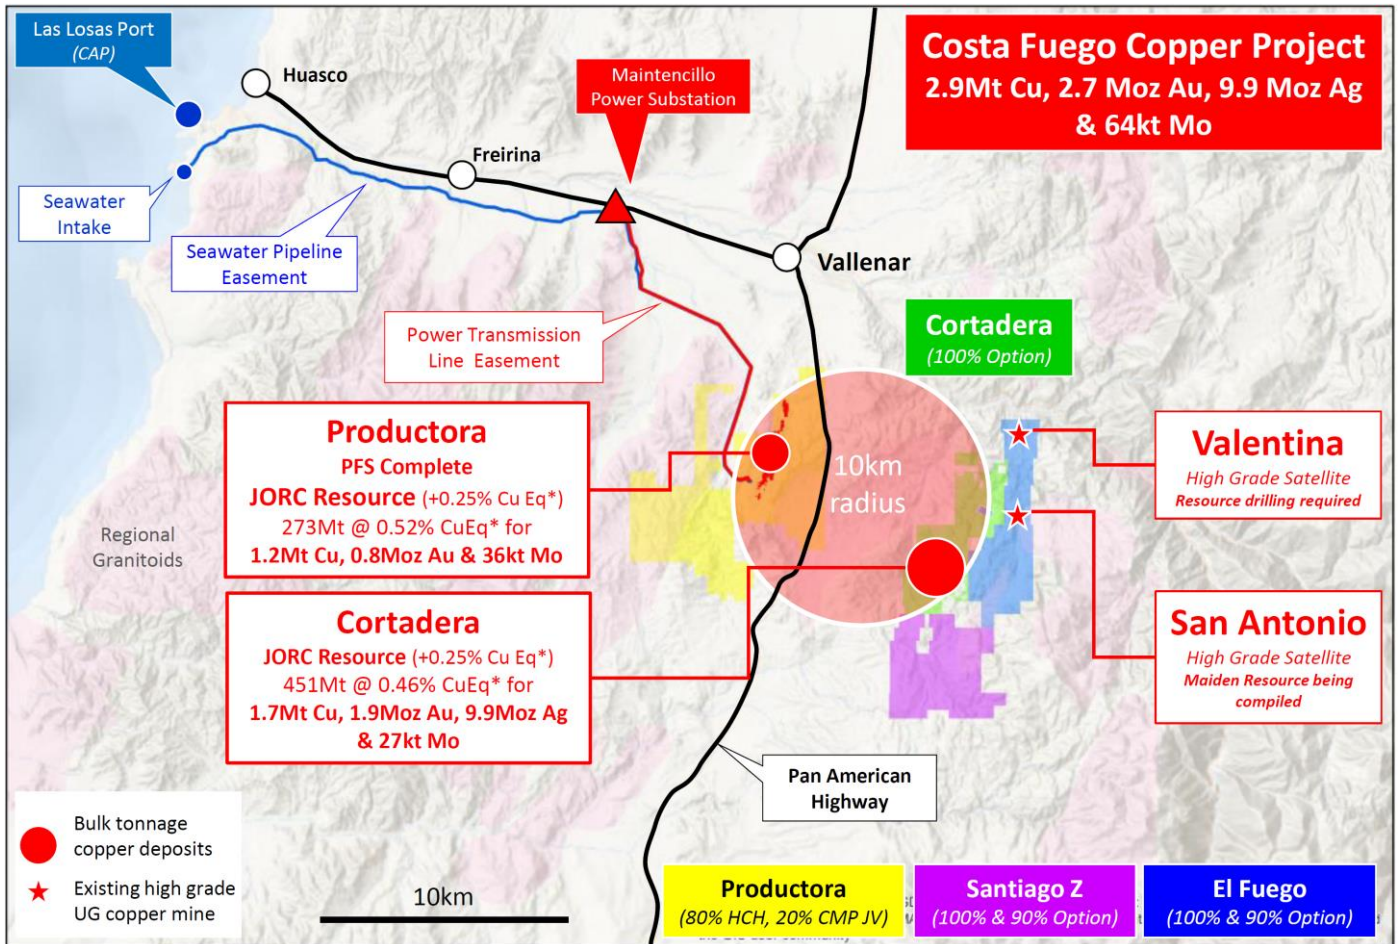 Las Losas Port
(CAP)
Huasco
Maintencillo
Power Substation
Costa Fuego Copper Project
2.9Mt Cu, 2.7 Moz Au, 9.9 Moz Ag
& 64kt Mo
Freirina
Seawater
Intake
Seawater Pipeline
Easement
Vallenar
Power Transmission
Line Easement
Cortadera
(100% Option)
Productora
PFS Complete
JORC Resource (+0.25% Cu Eq*)
273Mt @ 0.52% CuEq* for
1.2Mt Cu, 0.8Moz Au & 36kt Mo
10km
radius
Valentina
High Grade Satellite
Resource drilling required
Regional
Granitoids
Cortadera
JORC Resource (+0.25% Cu Eq*)
451Mt @ 0.46% CuEq* for
1.7Mt Cu, 1.9Moz Au, 9.9Moz Ag
& 27kt Mo
San Antonio
High Grade Satellite
Maiden Resource being
compiled
Pan American
Highway
Bulk tonnage
copper deposits
Existing high grade
UG copper mine
10km
Productora
(80% HCH, 20% CMP JV)
Santiago Z
(100% & 90% Option)
El Fuego
(100% & 90% Option)